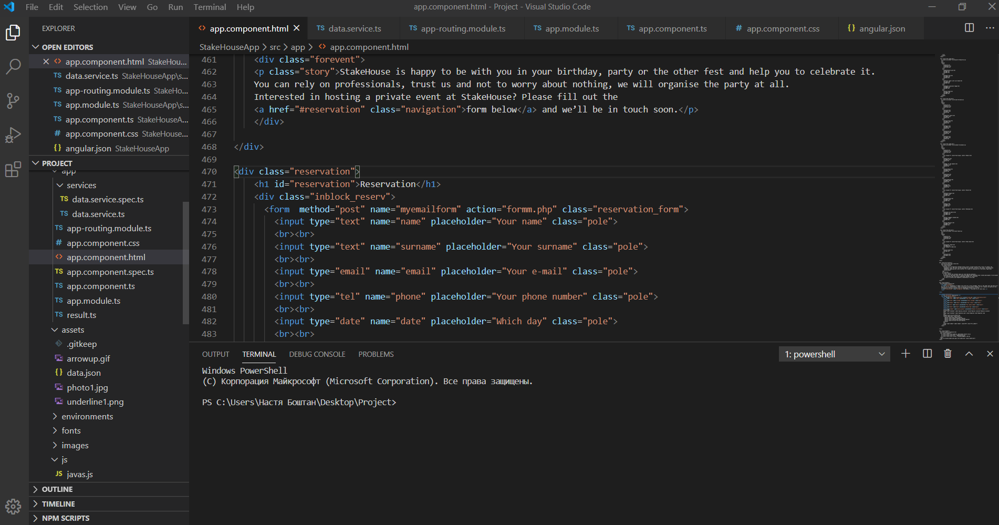 File Edit Selection View Go Run Terminal Help
app.component.html - Project - Visual Studio Code
EXPLORER
OPEN EDITORS
app.component.html StakeHou...
TS data.service.ts StakeHouseApp\s...
TS app-routing.module.ts StakeHo...
TS app.module.ts StakeHouseApp\s...
TS app.component.ts StakeHouseA...
# app.component.css StakeHouse...
{} angular.json StakeHouseApp
PROJECT
app
services
TS data.service.spec.ts
TS data.service.ts
TS app-routing.module.ts
# app.component.css
<> app.component.html
TS app.component.spec.ts
TS app.component.ts
TS app.module.ts
TS result.ts
assets
.gitkeep
arrowup.gif
{} data.json
photo1.jpg
underline1.png
environments
fonts
images
js
JS javas.js
OUTLINE
TIMELINE
NPM SCRIPTS
<> app.component.html TS data.service.ts TS app-routing.module.ts TS app.module.ts TS app.component.ts # app.component.css {} angular.json
StakeHouseApp > src > app > <> app.component.html
461 <div class="forevent">
462 <p class="story">StakeHouse is happy to be with you in your birthday, party or the other fest and help you to celebrate it.
463 You can rely on professionals, trust us and not to worry about nothing, we will organise the party at all.
464 Interested in hosting a private event at StakeHouse? Please fill out the
465 <a href="#reservation" class="navigation">form below</a> and we’ll be in touch soon.</p>
466 </div>
467
468 </div>
469
470 <div class="reservation">
471 <h1 id="reservation">Reservation</h1>
472 <div class="inblock_reserv">
473 <form  method="post" name="myemailform" action="formm.php" class="reservation_form">
474 <input type="text" name="name" placeholder="Your name" class="pole">
475 <br><br>
476 <input type="text" name="surname" placeholder="Your surname" class="pole">
477 <br><br>
478 <input type="email" name="email" placeholder="Your e-mail" class="pole">
479 <br><br>
480 <input type="tel" name="phone" placeholder="Your phone number" class="pole">
481 <br><br>
482 <input type="date" name="date" placeholder="Which day" class="pole">
483 <br><br>
OUTPUT TERMINAL DEBUG CONSOLE PROBLEMS
1: powershell
Windows PowerShell
(C) Корпорация Майкрософт (Microsoft Corporation). Все права защищены.
PS C:\Users\Настя Боштан\Desktop\Project>